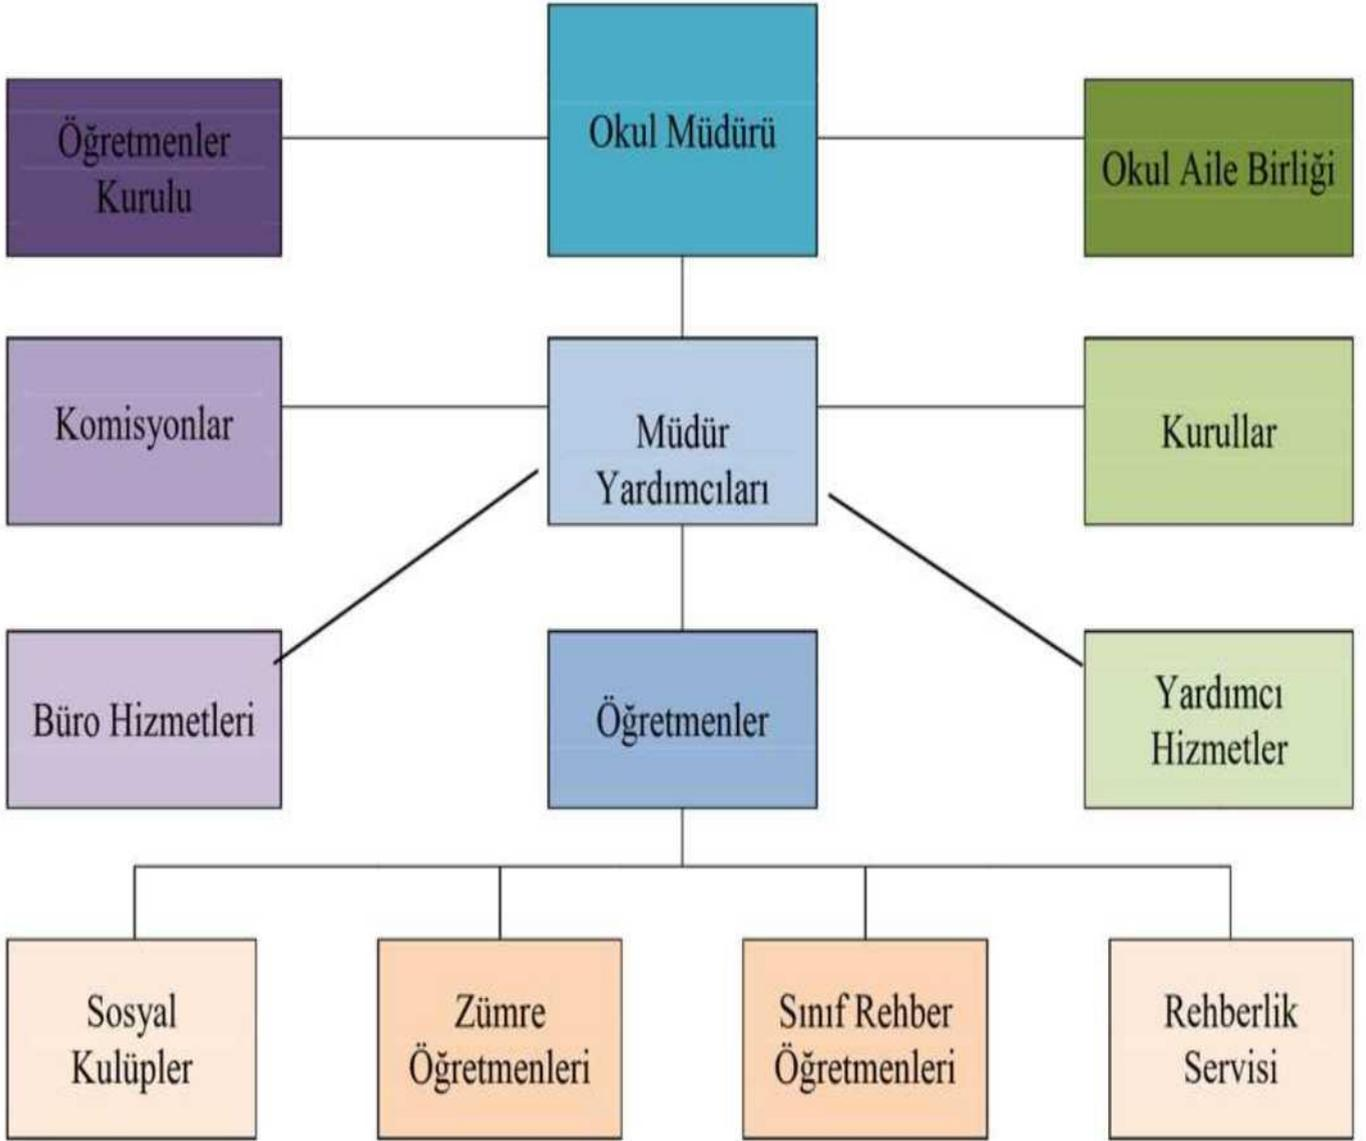 Öğretmenler
Kurulu
Okul Müdürü
Okul Aile Birliği
Komisyonlar
Müdür
Yardımcıları
Kurullar
Büro Hizmetleri
Öğretmenler
Yardımcı
Hizmetler
Sosyal
Kulüpler
Zümre
Öğretmenleri
Sınıf Rehber
Öğretmenleri
Rehberlik
Servisi